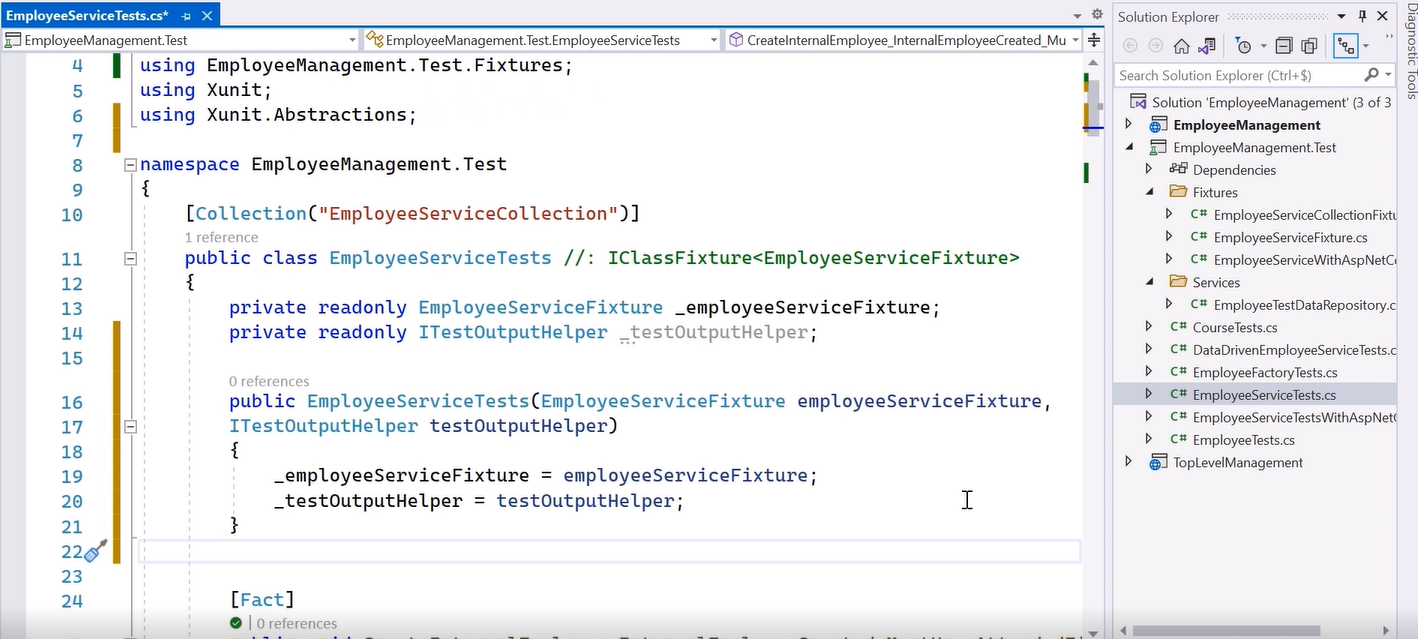 EmployeeServiceTests.cs*
EmployeeManagement.Test
EmployeeManagement.Test.EmployeeServiceTests
CreateInternalEmployee_InternalEmployeeCreated_Mu
4 using EmployeeManagement.Test.Fixtures;
5 using Xunit;
6 using Xunit.Abstractions;
7
8 namespace EmployeeManagement.Test
9 {
10 [Collection("EmployeeServiceCollection")]
1 reference
11 public class EmployeeServiceTests //: IClassFixture<EmployeeServiceFixture>
12 {
13 private readonly EmployeeServiceFixture _employeeServiceFixture;
14 private readonly ITestOutputHelper _testOutputHelper;
15
0 references
16 public EmployeeServiceTests(EmployeeServiceFixture employeeServiceFixture,
17 ITestOutputHelper testOutputHelper)
18 {
19 _employeeServiceFixture = employeeServiceFixture;
20 _testOutputHelper = testOutputHelper;
21 }
22
23
24 [Fact]
0 references
Solution Explorer
Search Solution Explorer (Ctrl+$)
Solution 'EmployeeManagement' (3 of 3
EmployeeManagement
EmployeeManagement.Test
Dependencies
Fixtures
C# EmployeeServiceCollectionFixtu
C# EmployeeServiceFixture.cs
C# EmployeeServiceWithAspNetCo
Services
C# EmployeeTestDataRepository.c
C# CourseTests.cs
C# DataDrivenEmployeeServiceTests.c
C# EmployeeFactoryTests.cs
C# EmployeeServiceTests.cs
C# EmployeeServiceTestsWithAspNetC
C# EmployeeTests.cs
TopLevelManagement
Diagnostic Tools